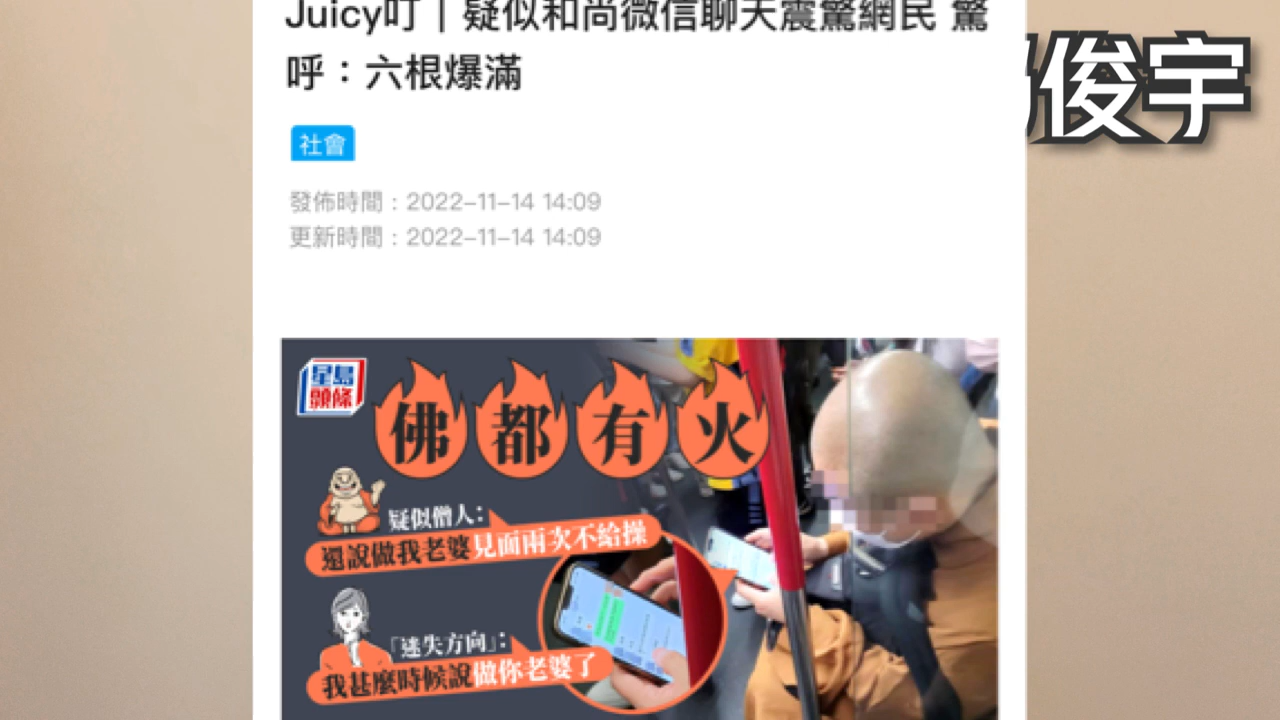 Juicy叮｜疑似和尚微信聊天震驚網民 驚
呼：六根爆滿
俊宇
社會
發佈時間：2022-11-14 14:09
更新時間：2022-11-14 14:09
星島
頭條
佛都有火
疑似僧人：
還說做我老婆見面兩次不給操
「迷失方向」：
我甚麼時候說做你老婆了